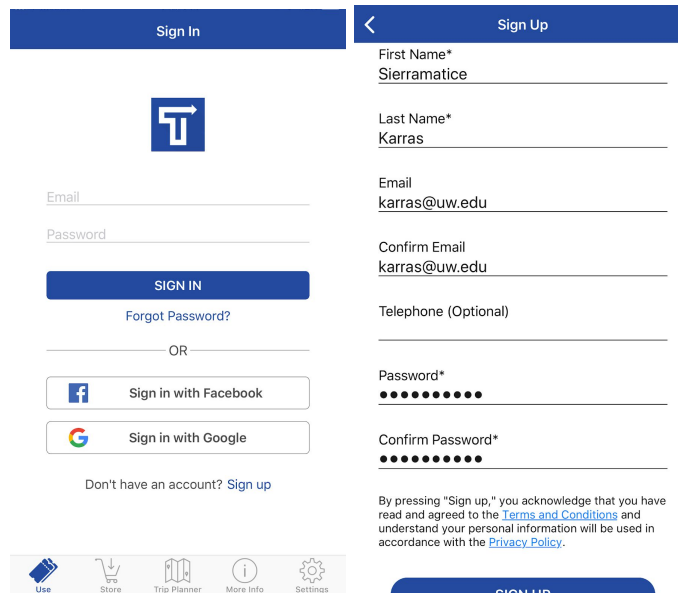 Sign In
Email
Password
SIGN IN
Forgot Password?
OR
Sign in with Facebook
Sign in with Google
Don't have an account? Sign up
Use
Store
Trip Planner
More Info
Settings
Sign Up
First Name*
Sierramatice
Last Name*
Karras
Email
karras@uw.edu
Confirm Email
karras@uw.edu
Telephone (Optional)
Password*
●●●●●●●●●●
Confirm Password*
●●●●●●●●●●
By pressing "Sign up," you acknowledge that you have
read and agreed to the Terms and Conditions and
understand your personal information will be used in
accordance with the Privacy Policy.
SIGN UP